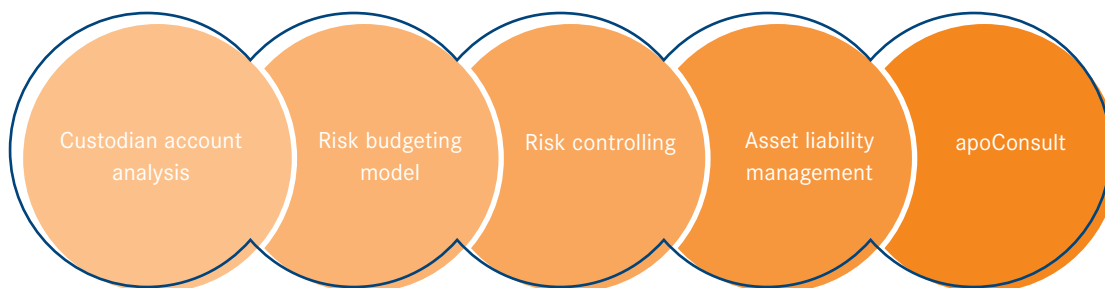 Custodian account
analysis
Risk budgeting
model
Risk controlling
Asset liability
management
apoConsult